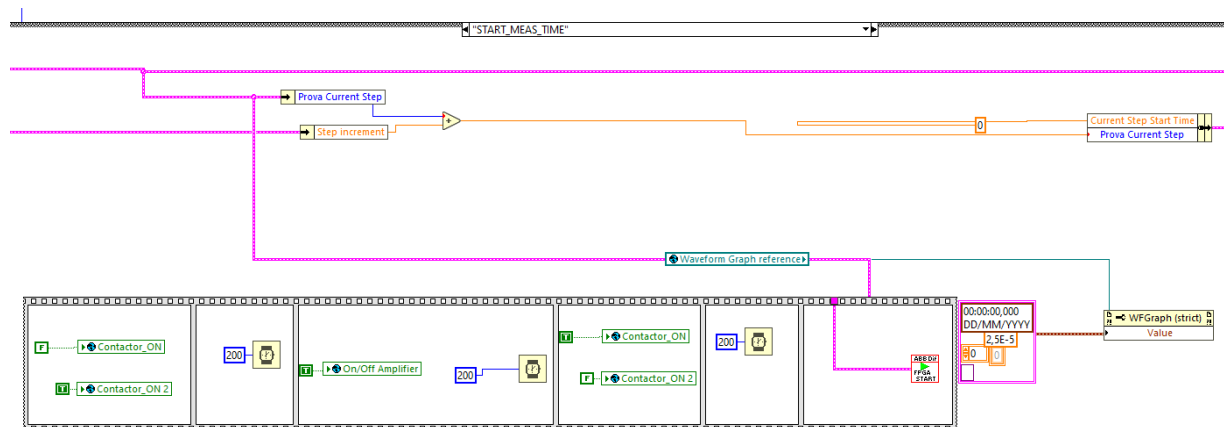 "START_MEAS_TIME"
Prova Current Step
Step increment
0
Current Step Start Time
Prova Current Step
Waveform Graph reference
F
Contactor_ON
T
Contactor_ON 2
200
T
On/Off Amplifier
200
T
Contactor_ON
F
Contactor_ON 2
200
ABB Dif
FPGA
START
00:00:00,000
DD/MM/YYYY
2,5E-5
0
0
WFGraph (strict)
Value